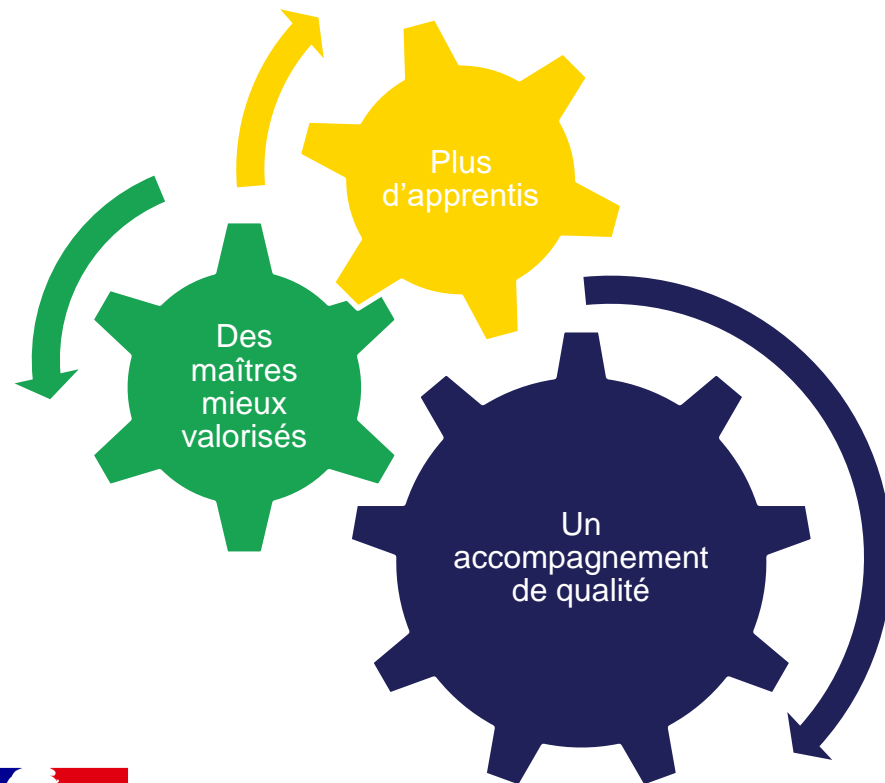 Plus
d’apprentis
Des
maîtres
mieux
valorisés
Un
accompagnement
de qualité